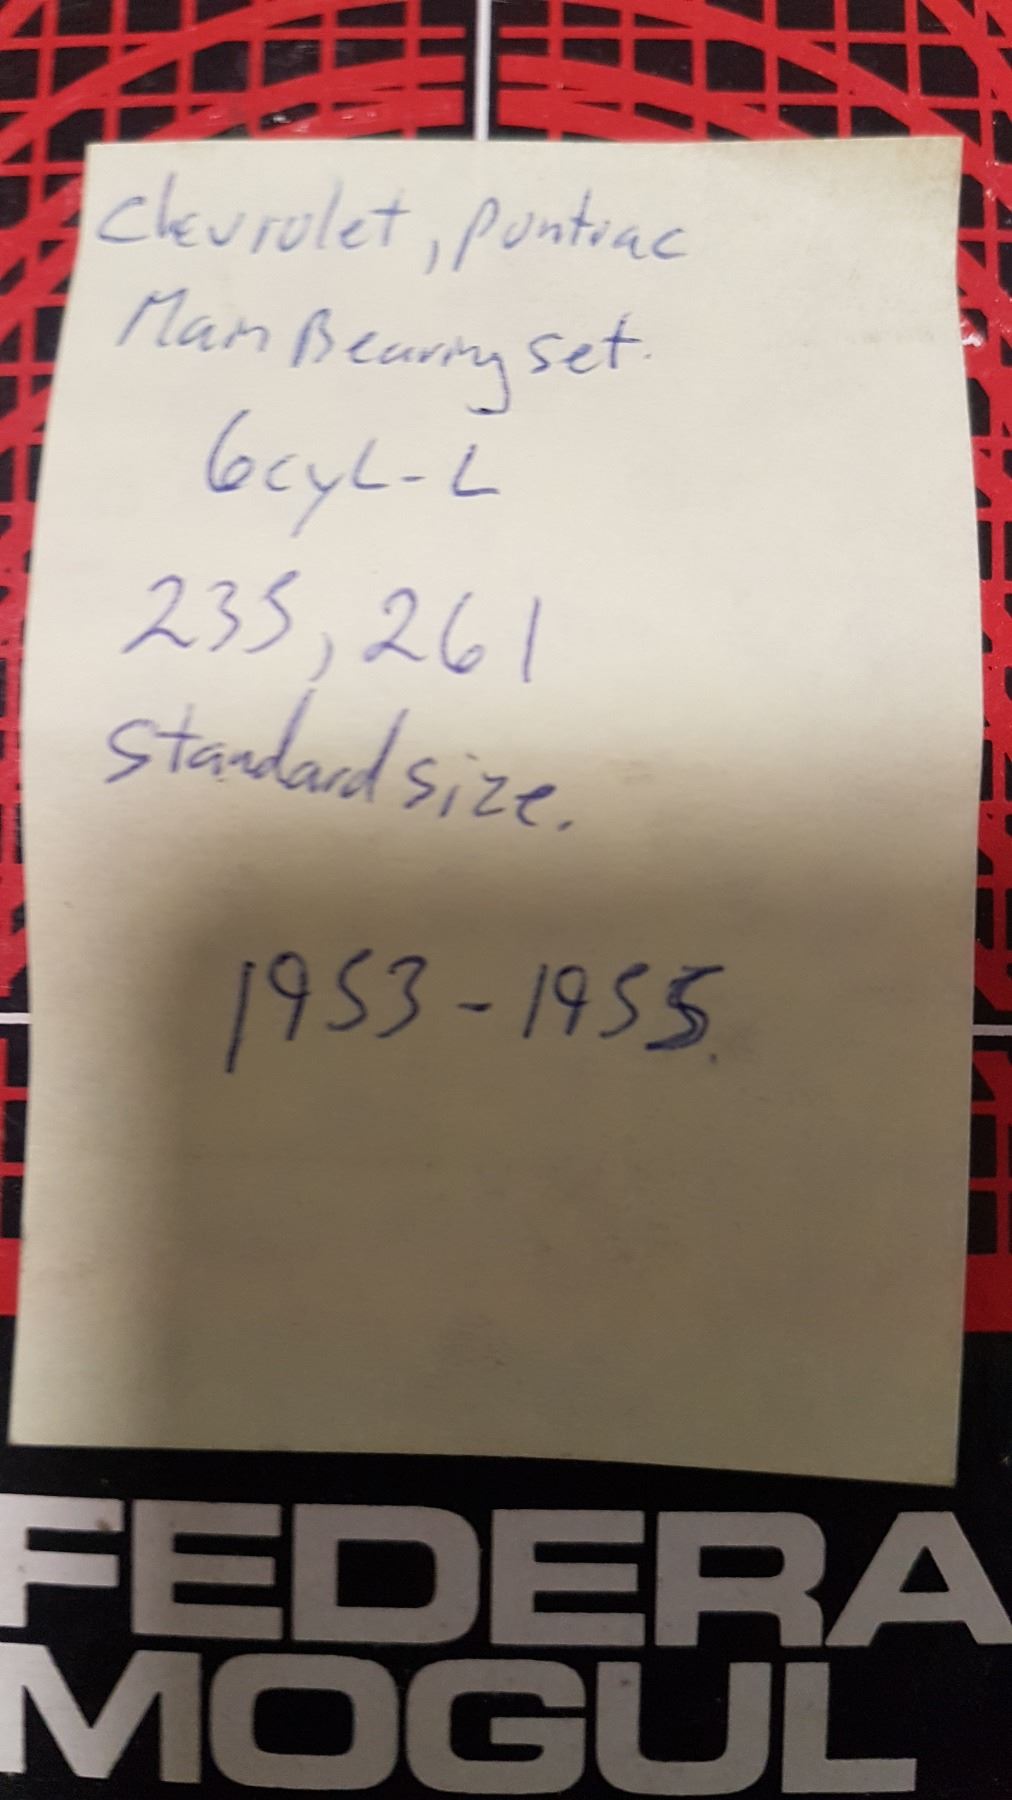 Chevrolet, Pontiac
Main Bearing set.
6cyL-L
235, 261
Standard size.
1953-1955.
FEDERA
MOGUL